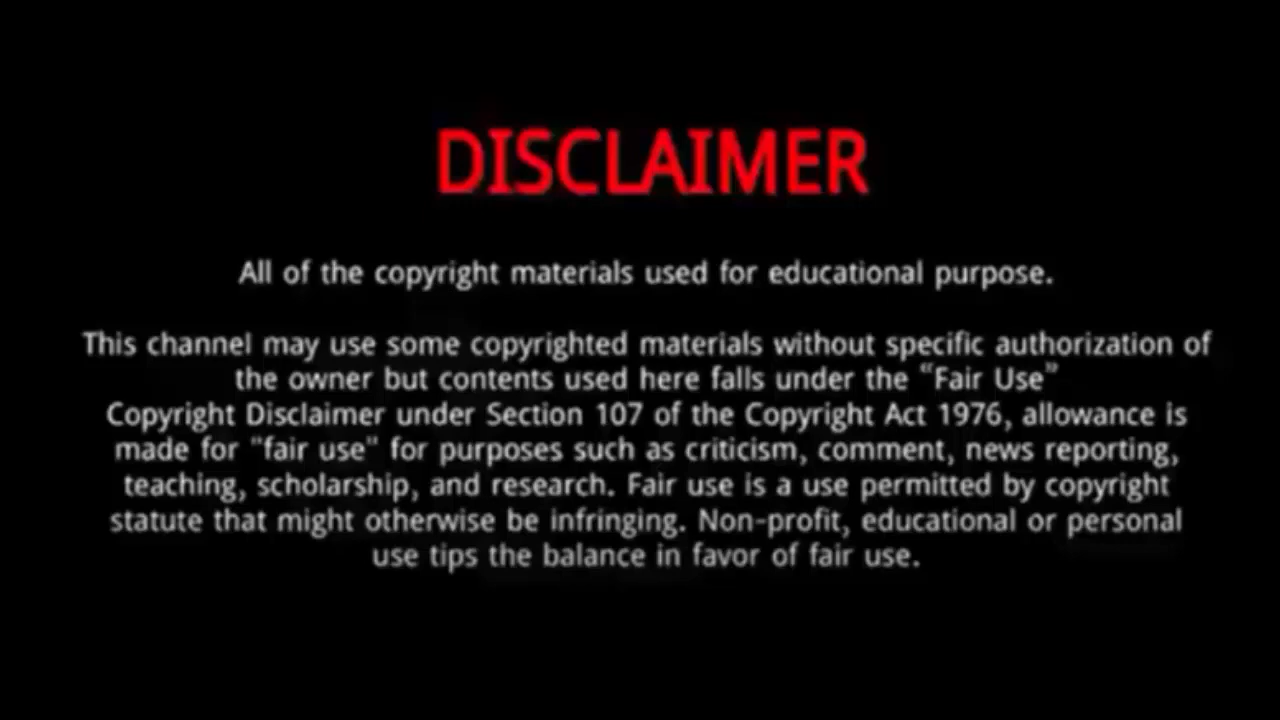 DISCLAIMER
All of the copyright materials used for educational purpose.
This channel may use some copyrighted materials without specific authorization of
the owner but contents used here falls under the “Fair Use”
Copyright Disclaimer under Section 107 of the Copyright Act 1976, allowance is
made for "fair use" for purposes such as criticism, comment, news reporting,
teaching, scholarship, and research. Fair use is a use permitted by copyright
statute that might otherwise be infringing. Non-profit, educational or personal
use tips the balance in favor of fair use.